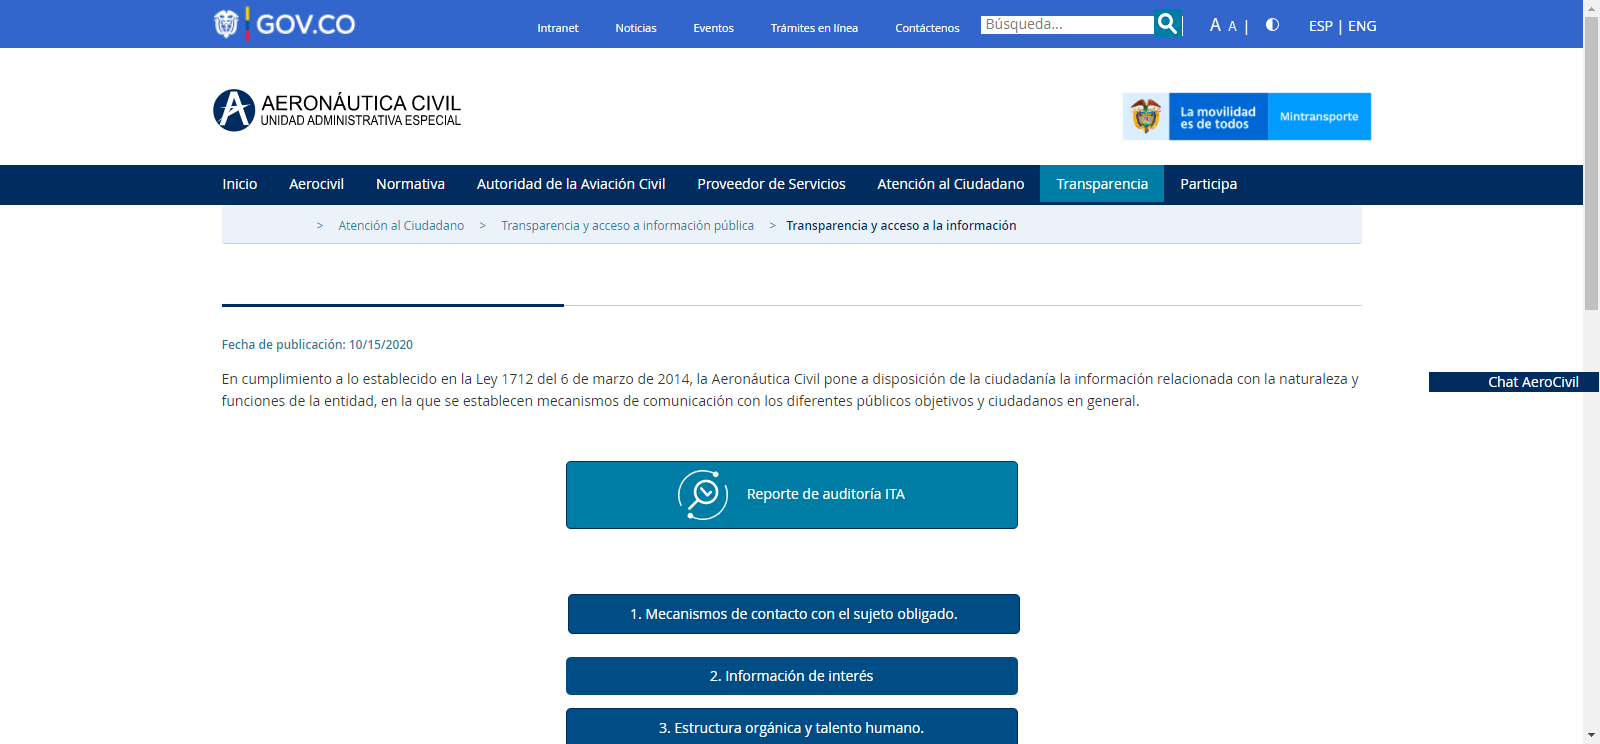 GOV.CO
Intranet
Noticias
Eventos
Trámites en línea
Contáctenos
Búsqueda...
A A |
ESP | ENG
AERONÁUTICA CIVIL
UNIDAD ADMINISTRATIVA ESPECIAL
La movilidad
es de todos
Mintransporte
Inicio
Aerocivil
Normativa
Autoridad de la Aviación Civil
Proveedor de Servicios
Atención al Ciudadano
Transparencia
Participa
> Atención al Ciudadano > Transparencia y acceso a información pública > Transparencia y acceso a la información
Fecha de publicación: 10/15/2020
En cumplimiento a lo establecido en la Ley 1712 del 6 de marzo de 2014, la Aeronáutica Civil pone a disposición de la ciudadanía la información relacionada con la naturaleza y
funciones de la entidad, en la que se establecen mecanismos de comunicación con los diferentes públicos objetivos y ciudadanos en general.
Chat AeroCivil
Reporte de auditoría ITA
1. Mecanismos de contacto con el sujeto obligado.
2. Información de interés
3. Estructura orgánica y talento humano.